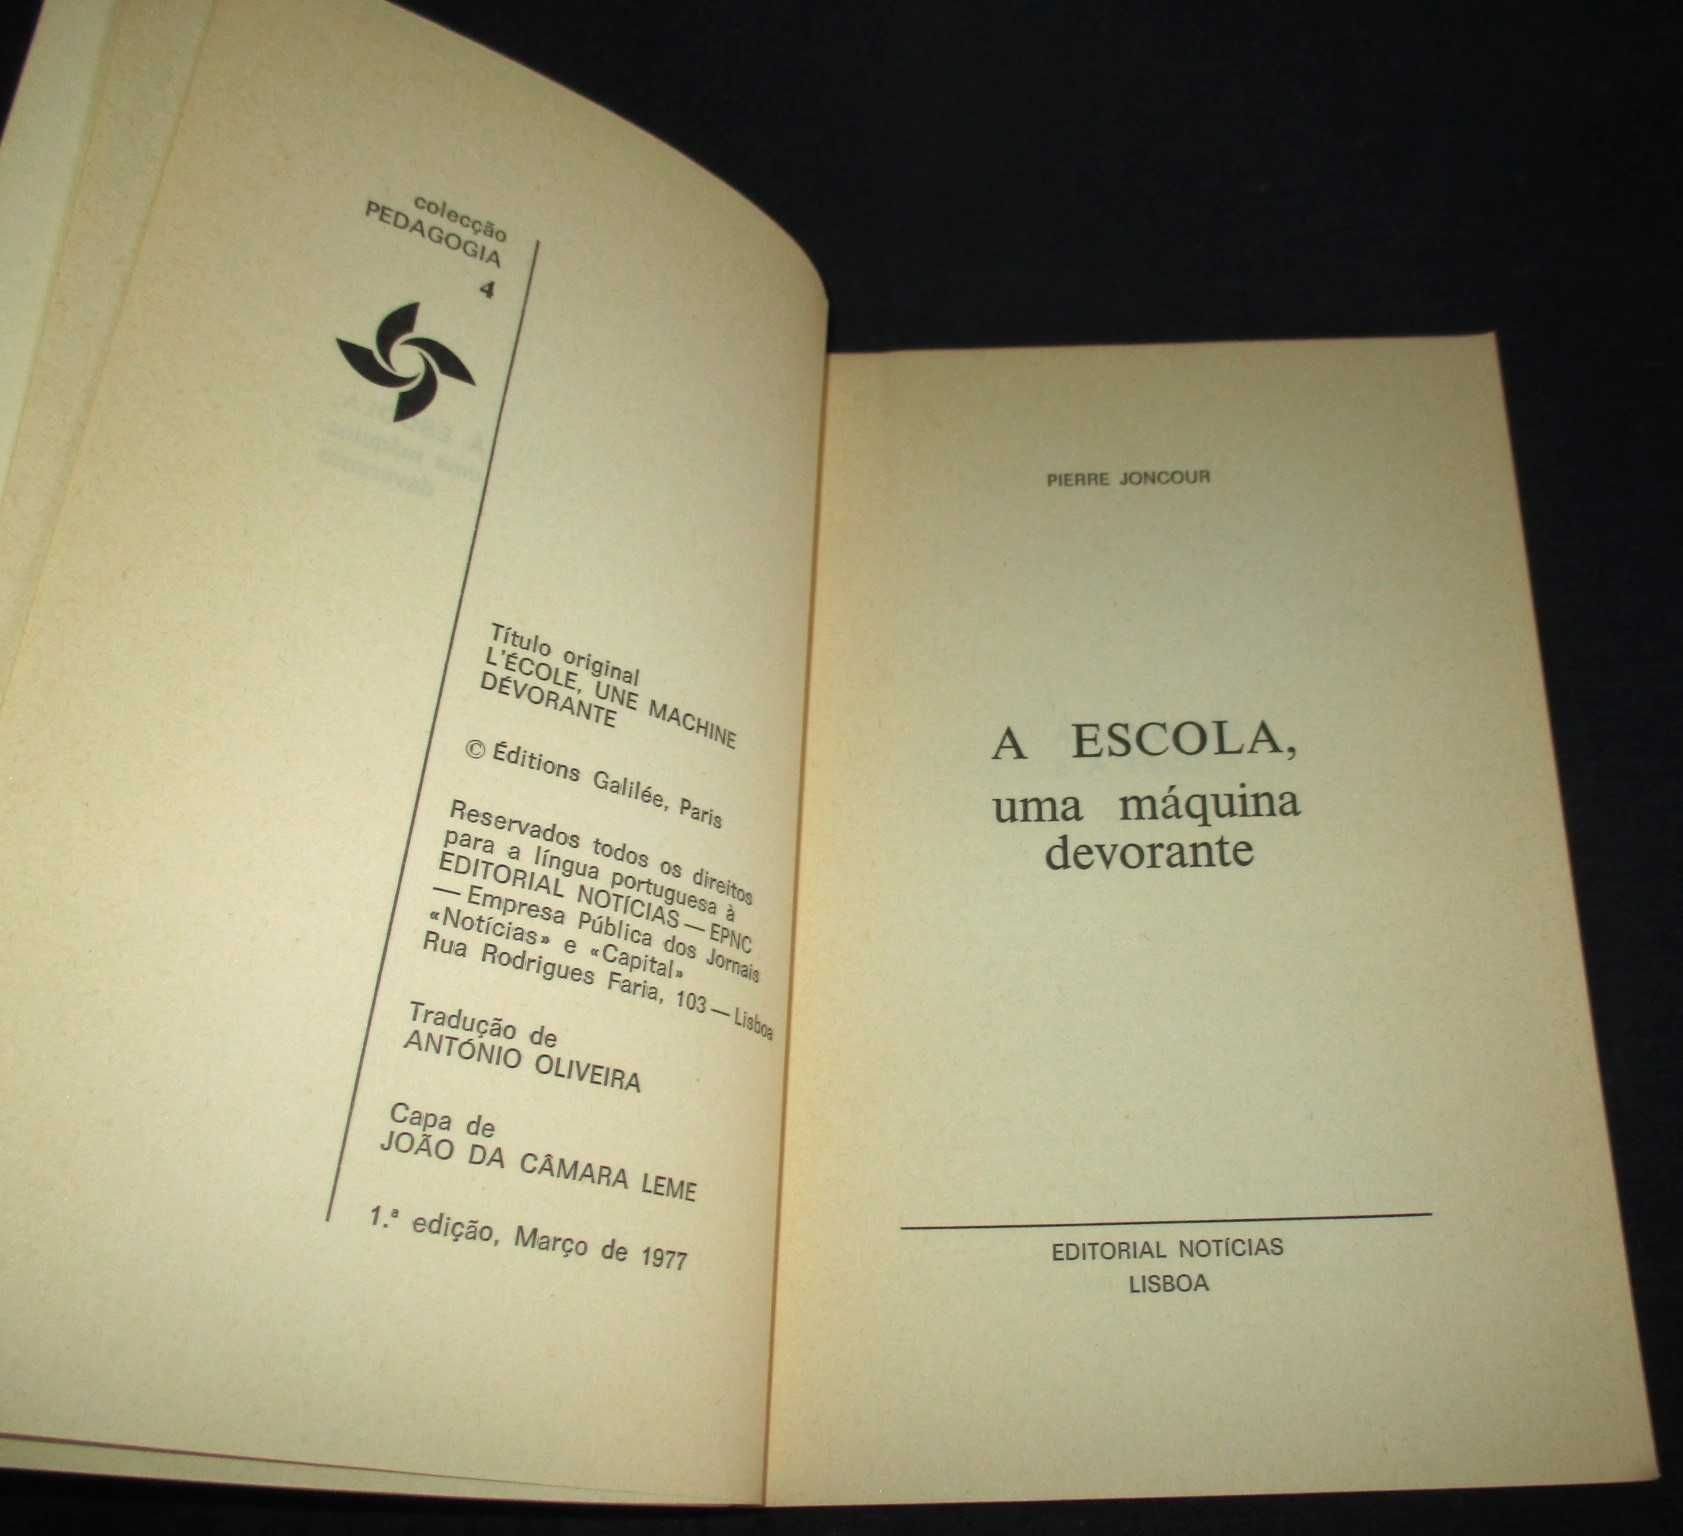 colecção
PEDAGOGIA
4
Título original
L'ÉCOLE, UNE MACHINE
DÉVORANTE
© Éditions Galilée, Paris
Reservados todos os direitos
para a língua portuguesa à
EDITORIAL NOTÍCIAS — EPNC
— Empresa Pública dos Jornais
«Notícias» e «Capital»
Rua Rodrigues Faria, 103 — Lisboa
Tradução de
ANTÓNIO OLIVEIRA
Capa de
JOÃO DA CÂMARA LEME
1.ª edição, Março de 1977
PIERRE JONCOUR
A ESCOLA,
uma máquina
devorante
EDITORIAL NOTÍCIAS
LISBOA